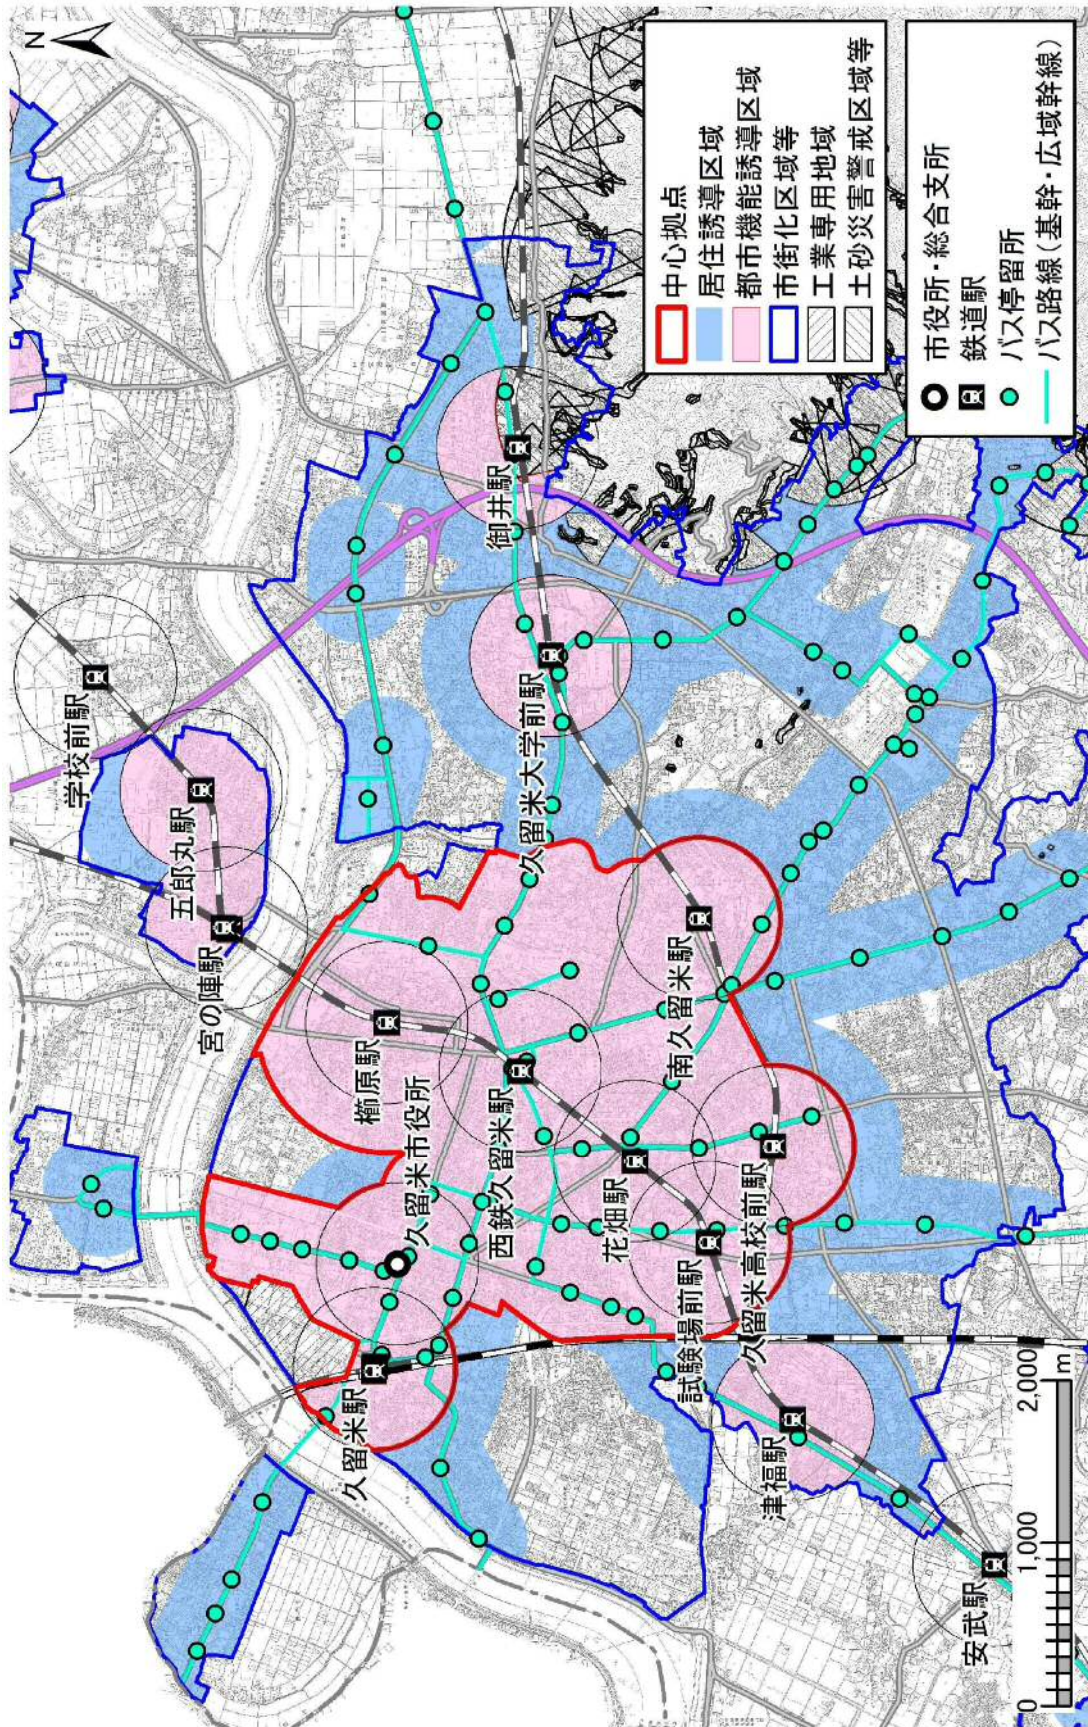 N
学校前駅
五郎丸駅
宮の陣駅
櫛原駅
久留米市役所
西鉄久留米駅
久留米駅
花畑駅
試験場前駅
久留米高校前駅
南久留米駅
久留米大学前駅
御井駅
津福駅
安武駅
中心拠点
居住誘導区域
都市機能誘導区域
市街化区域等
工業専用地域
土砂災害警戒区域等
市役所・総合支所
鉄道駅
バス停留所
バス路線(基幹・広域幹線)
0 1,000 2,000
m